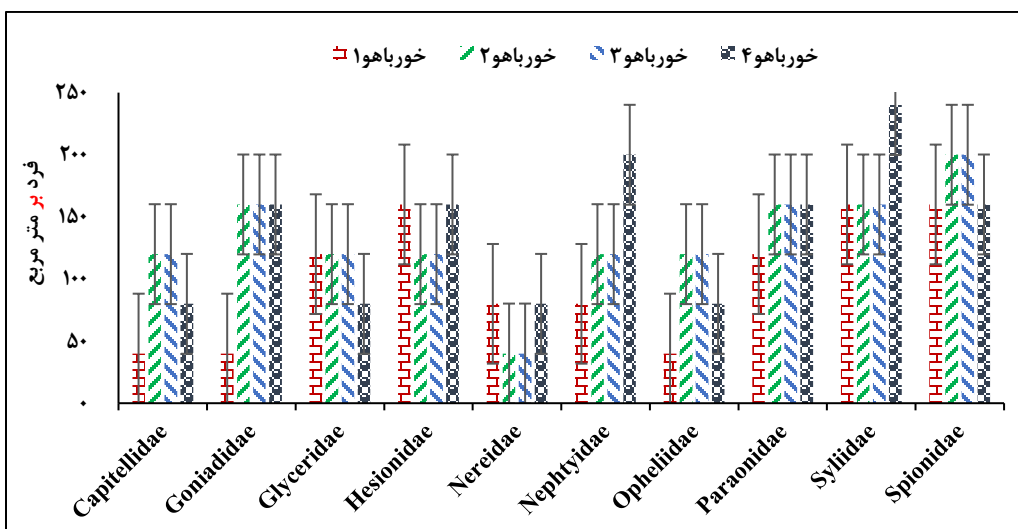 خورباهو۱ خورباهو۲ خورباهو۳ خورباهو۴
فرد بر متر مربع
۲۵۰
۲۰۰
۱۵۰
۱۰۰
۵۰
۰
Capitellidae
Goniadidae
Glyceridae
Hesionidae
Nereidae
Nephtyidae
Opheliidae
Paraonidae
Syliidae
Spionidae